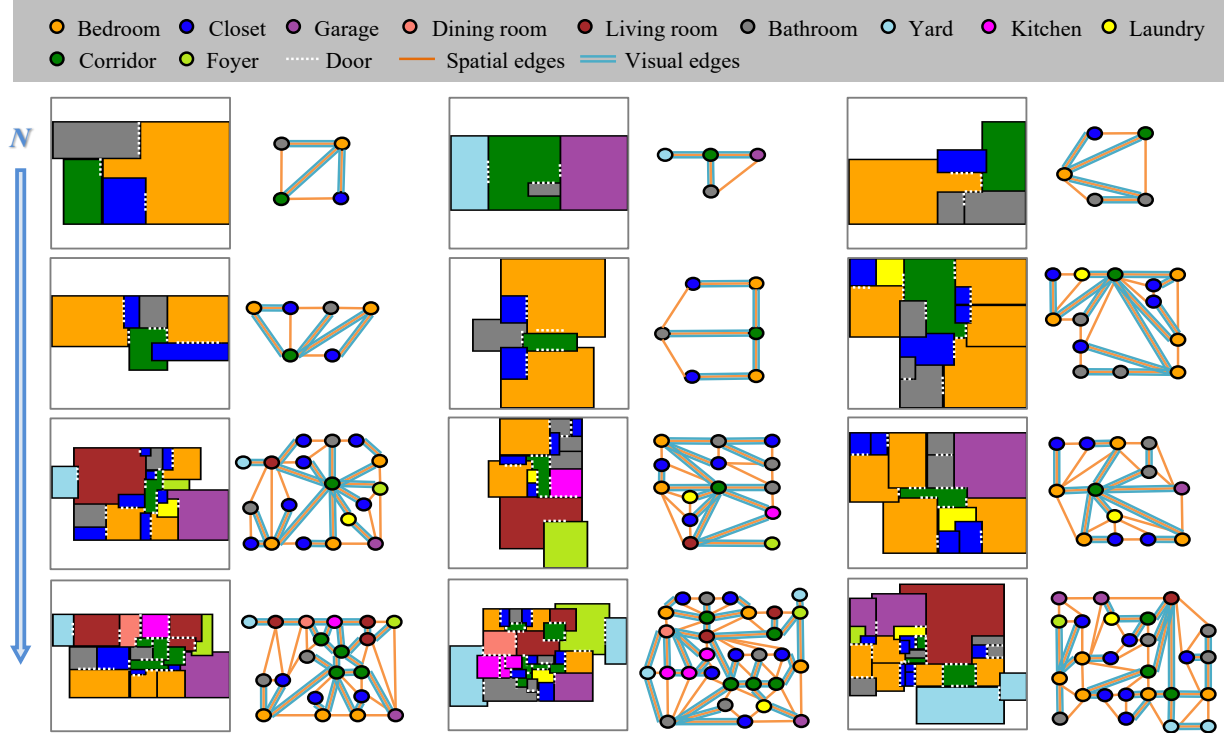 Bedroom Closet Garage Dining room Living room Bathroom Yard Kitchen Laundry
Corridor Foyer Door Spatial edges Visual edges
N